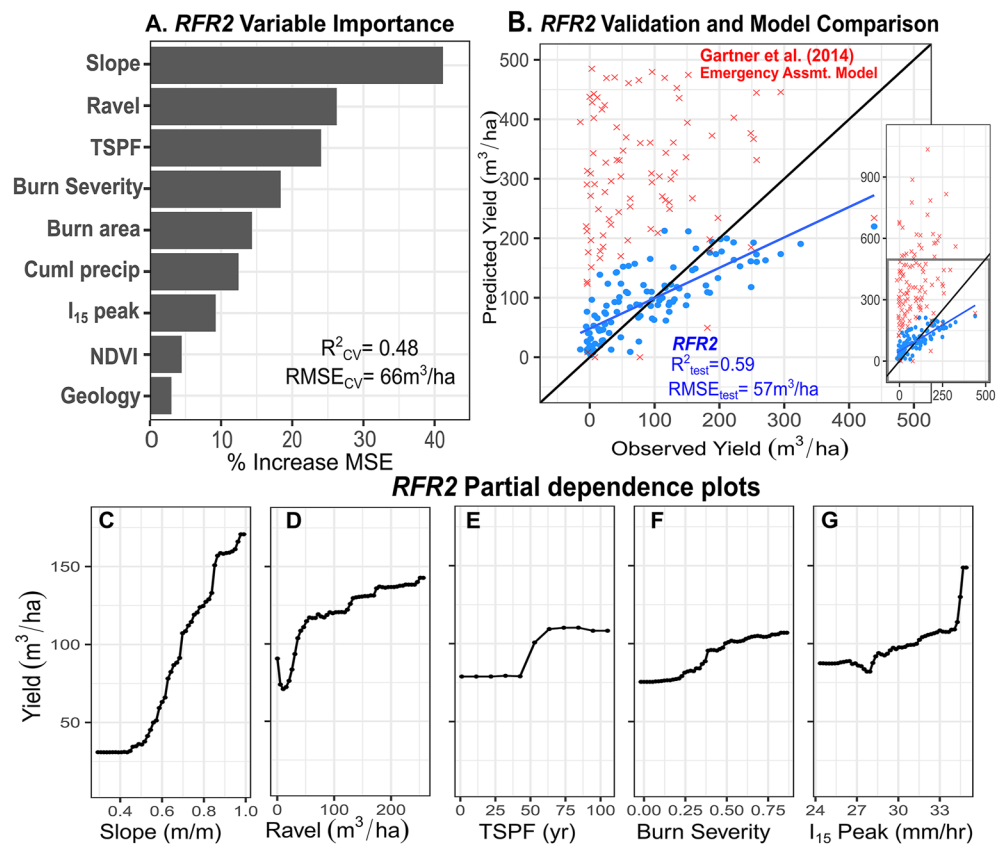 A. RFR2 Variable Importance
Slope
Ravel
TSPF
Burn Severity
Burn area
Cuml precip
I15 peak
NDVI
Geology
R²CV= 0.48
RMSECV= 66m³/ha
0 10 20 30 40
% Increase MSE
B. RFR2 Validation and Model Comparison
Gartner et al. (2014)
Emergency Assmt. Model
500
400
300
200
100
0
Predicted Yield (m³/ha)
RFR2
R²test=0.59
RMSEtest= 57m³/ha
0 100 200 300 400 500
Observed Yield (m³/ha)
900
600
300
0
0 250 500
RFR2 Partial dependence plots
C
D
E
F
G
150
100
50
Yield (m³/ha)
0.4 0.6 0.8 1.0
Slope (m/m)
0 100 200
Ravel (m³/ha)
0 25 50 75 100
TSPF (yr)
0.00 0.25 0.50 0.75
Burn Severity
24 27 30 33
I15 Peak (mm/hr)